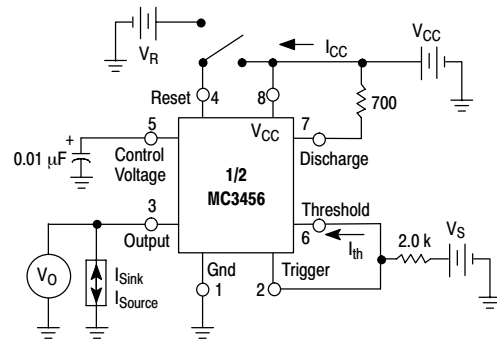 V_R
I_CC
V_CC
Reset
4
8
700
5
V_CC
7
+
0.01 µF
Control
Voltage
Discharge
1/2
MC3456
3
Output
Threshold
6
I_th
V_S
2.0 k
V_O
I_Sink
I_Source
Gnd
1
Trigger
2